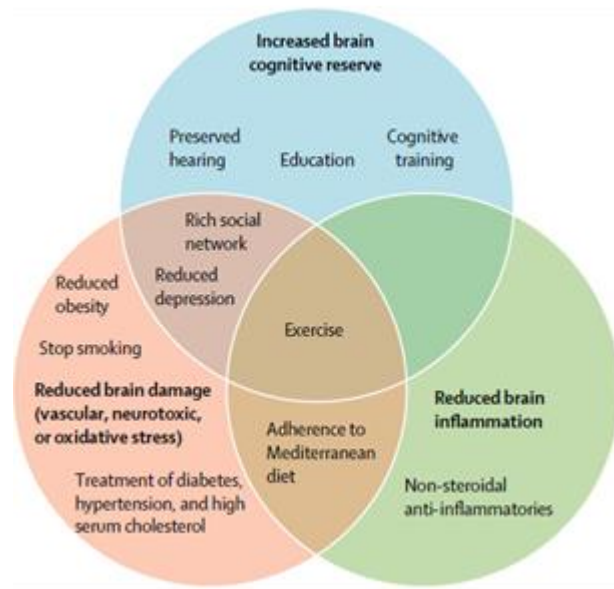 Increased brain
cognitive reserve
Preserved
hearing
Education
Cognitive
training
Rich social
network
Reduced
depression
Reduced
obesity
Stop smoking
Exercise
Reduced brain damage
(vascular, neurotoxic,
or oxidative stress)
Reduced brain
inflammation
Adherence to
Mediterranean
diet
Treatment of diabetes,
hypertension, and high
serum cholesterol
Non-steroidal
anti-inflammatories